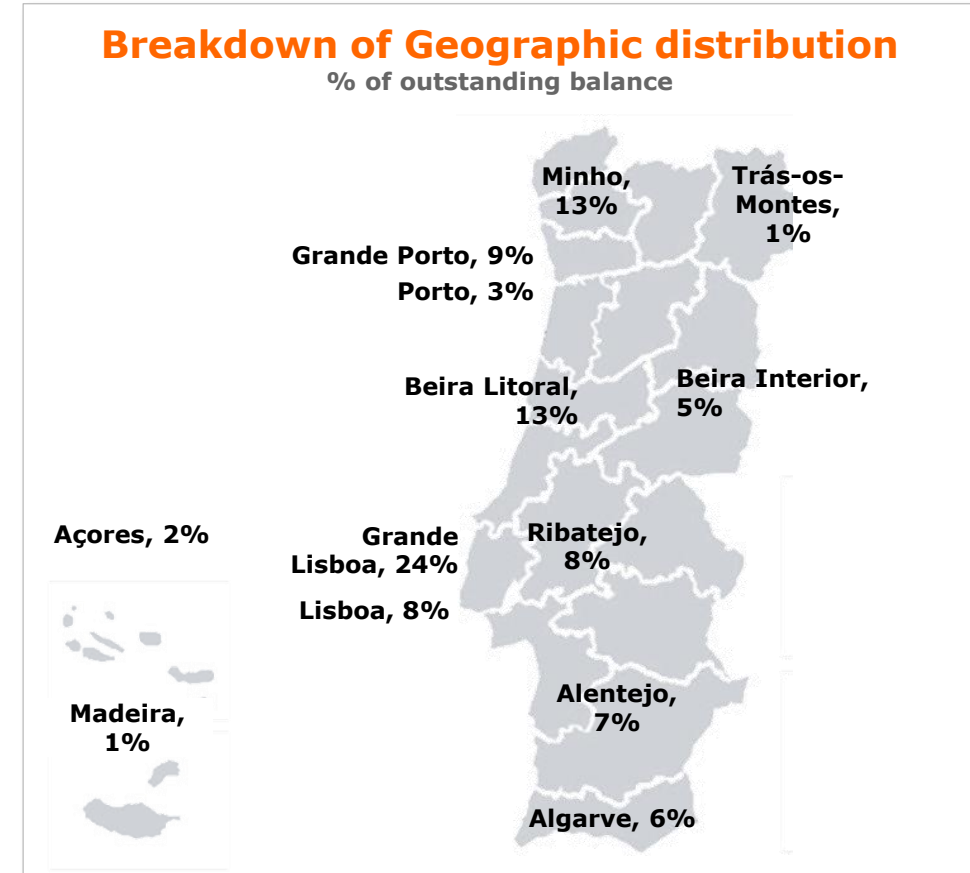 Breakdown of Geographic distribution
% of outstanding balance
Minho,
13%
Trás-os-
Montes,
1%
Grande Porto, 9%
Porto, 3%
Beira Litoral,
13%
Beira Interior,
5%
Açores, 2%
Grande
Lisboa, 24%
Ribatejo,
8%
Lisboa, 8%
Madeira,
1%
Alentejo,
7%
Algarve, 6%